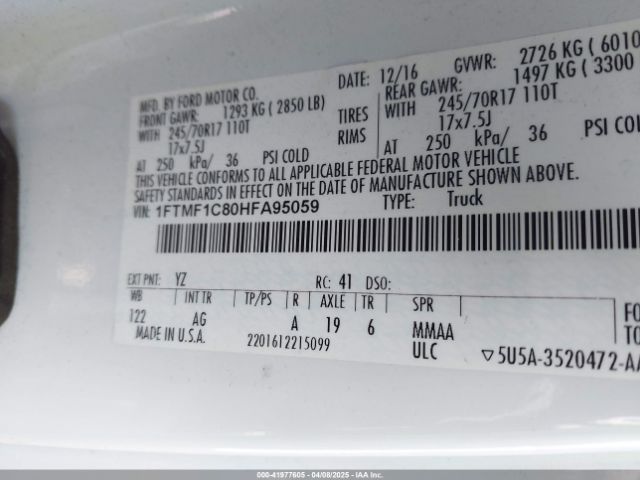 MFD. BY FORD MOTOR CO. DATE: 12/16 GVWR: 2726 KG ( 6010
FRONT GAWR: 1293 KG ( 2850 LB) REAR GAWR: 1497 KG ( 3300
WITH 245/70R17 110T TIRES WITH 245/70R17 110T
17x7.5J RIMS 17x7.5J
AT 250 kPa/ 36 PSI COLD AT 250 kPa/ 36 PSI COLD
THIS VEHICLE CONFORMS TO ALL APPLICABLE FEDERAL MOTOR VEHICLE
SAFETY STANDARDS IN EFFECT ON THE DATE OF MANUFACTURE SHOWN ABOVE.
VIN: 1FTMF1C80HFA95059 TYPE: Truck
EXT PNT: YZ RC: 41 DSO:
WB INT TR TP/PS R AXLE TR SPR
122 AG A 19 6 MMAA
MADE IN U.S.A. 2201612215099 ULC
FO
TO
▽5U5A-3520472-AA
000-41977605 - 04/08/2025 - IAA Inc.